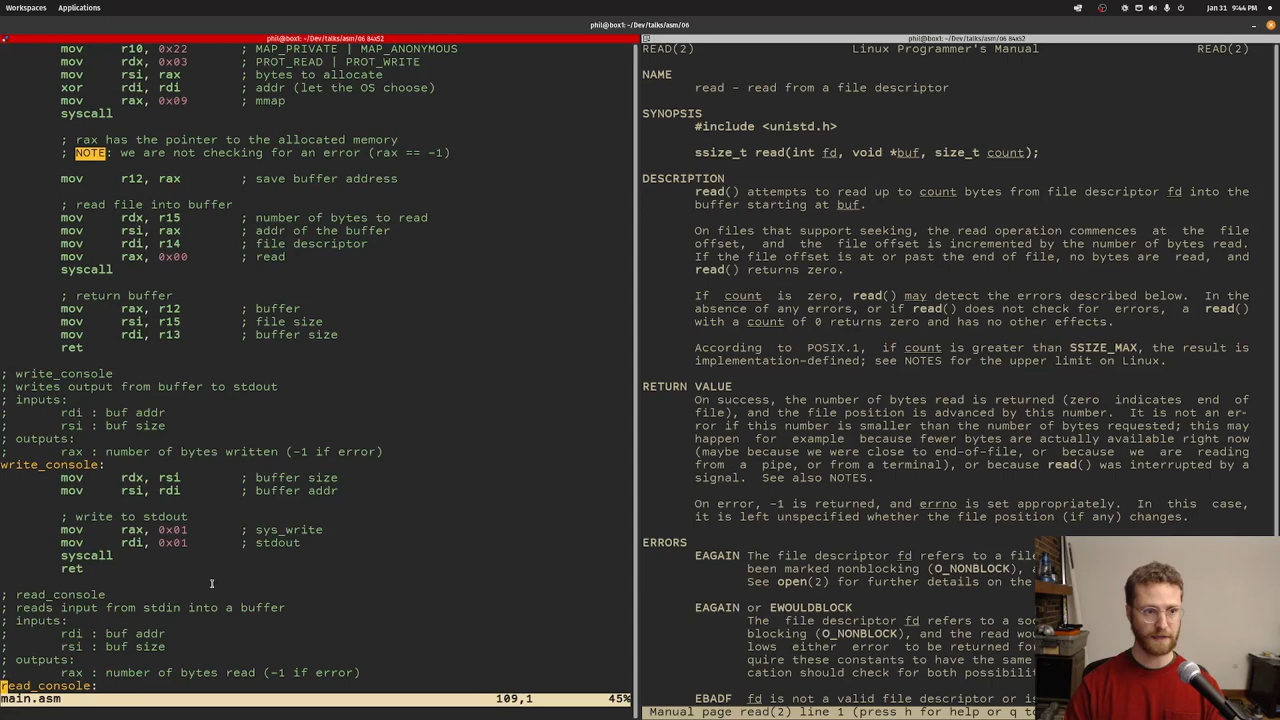 Workspaces Applications Jan 31 9:44 PM
phil@box1: ~/Dev/talks/asm/06
phil@box1: ~/Dev/talks/asm/06 84x52
mov r10, 0x22 ; MAP_PRIVATE | MAP_ANONYMOUS
mov rdx, 0x03 ; PROT_READ | PROT_WRITE
mov rsi, rax ; bytes to allocate
xor rdi, rdi ; addr (let the OS choose)
mov rax, 0x09 ; mmap
syscall
; rax has the pointer to the allocated memory
; NOTE: we are not checking for an error (rax == -1)
mov r12, rax ; save buffer address
; read file into buffer
mov rdx, r15 ; number of bytes to read
mov rsi, rax ; addr of the buffer
mov rdi, r14 ; file descriptor
mov rax, 0x00 ; read
syscall
; return buffer
mov rax, r12 ; buffer
mov rsi, r15 ; file size
mov rdi, r13 ; buffer size
ret
; write_console
; writes output from buffer to stdout
; inputs:
; rdi : buf addr
; rsi : buf size
; outputs:
; rax : number of bytes written (-1 if error)
write_console:
mov rdx, rsi ; buffer size
mov rsi, rdi ; buffer addr
; write to stdout
mov rax, 0x01 ; sys_write
mov rdi, 0x01 ; stdout
syscall
ret
; read_console
; reads input from stdin into a buffer
; inputs:
; rdi : buf addr
; rsi : buf size
; outputs:
; rax : number of bytes read (-1 if error)
read_console:
main.asm 109,1 45%
phil@box1: ~/Dev/talks/asm/06 84x52
READ(2) Linux Programmer's Manual READ(2)
NAME
read - read from a file descriptor
SYNOPSIS
#include <unistd.h>
ssize_t read(int fd, void *buf, size_t count);
DESCRIPTION
read() attempts to read up to count bytes from file descriptor fd into the
buffer starting at buf.
On files that support seeking, the read operation commences at the file
offset, and the file offset is incremented by the number of bytes read.
If the file offset is at or past the end of file, no bytes are read, and
read() returns zero.
If count is zero, read() may detect the errors described below. In the
absence of any errors, or if read() does not check for errors, a read()
with a count of 0 returns zero and has no other effects.
According to POSIX.1, if count is greater than SSIZE_MAX, the result is
implementation-defined; see NOTES for the upper limit on Linux.
RETURN VALUE
On success, the number of bytes read is returned (zero indicates end of
file), and the file position is advanced by this number. It is not an er-
ror if this number is smaller than the number of bytes requested; this may
happen for example because fewer bytes are actually available right now
(maybe because we were close to end-of-file, or because we are reading
from a pipe, or from a terminal), or because read() was interrupted by a
signal. See also NOTES.
On error, -1 is returned, and errno is set appropriately. In this case,
it is left unspecified whether the file position (if any) changes.
ERRORS
EAGAIN The file descriptor fd refers to a fil
been marked nonblocking (O_NONBLOCK),
See open(2) for further details on the
EAGAIN or EWOULDBLOCK
The file descriptor fd refers to a so
blocking (O_NONBLOCK), and the read wo
lows either error to be returned
quire these constants to have the same
cation should check for both possibili
EBADF fd is not a valid file descriptor or is
Manual page read(2) line 1 (press h for help or q to